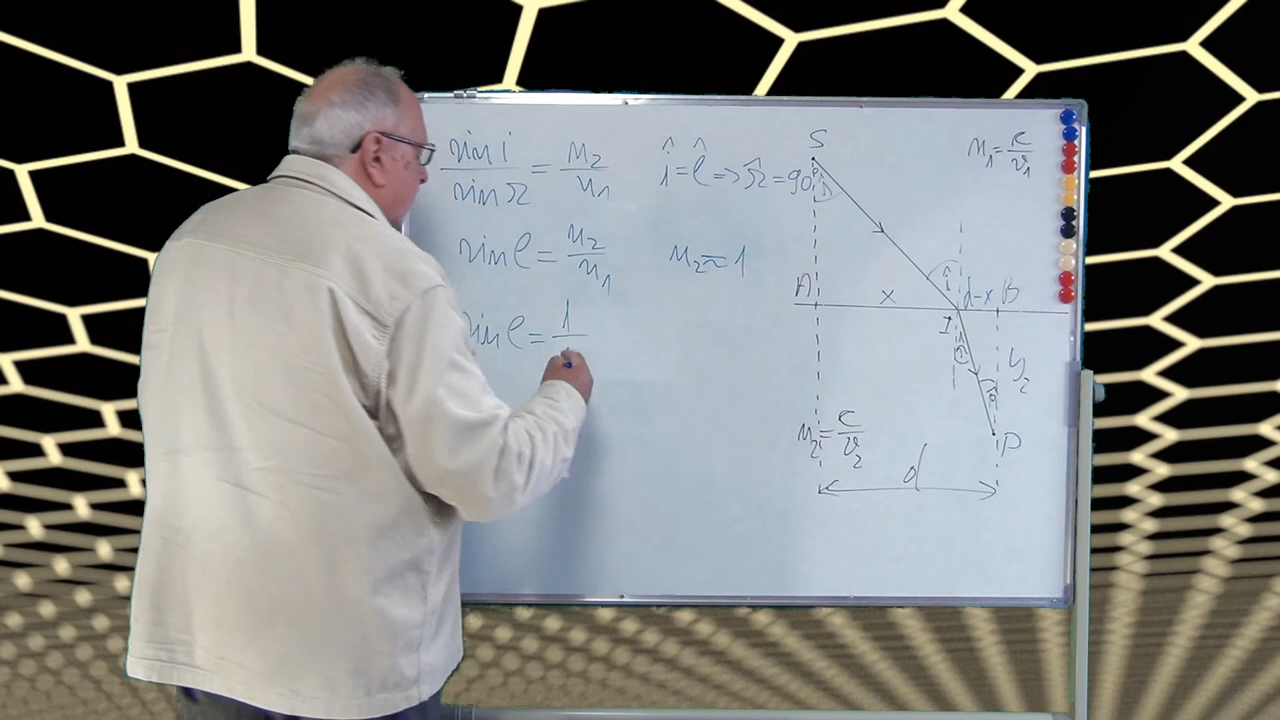 sin i / sin r = n₂ / n₁
î = l̂ => r̂ = 90
sin l = n₂ / n₁
n₂ ≃ 1
sin l = 1
S
n₁ = c / v₁
i
i
A
x
I
d-x
B
r
y₂
r
P
n₂ = c / v₂
d